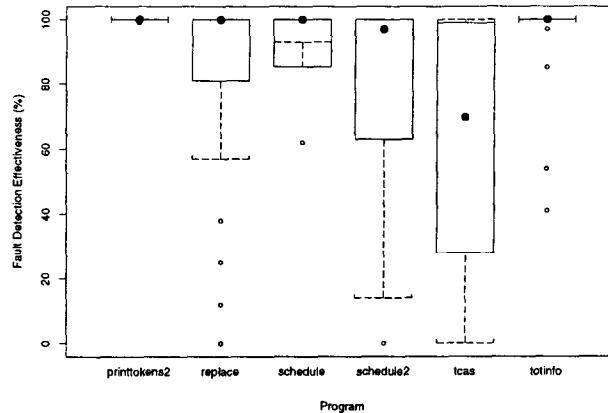 Fault Detection Effectiveness (%)
100
80
60
40
20
0
printtokens2 replace schedule schedule2 tcas totinfo
Program